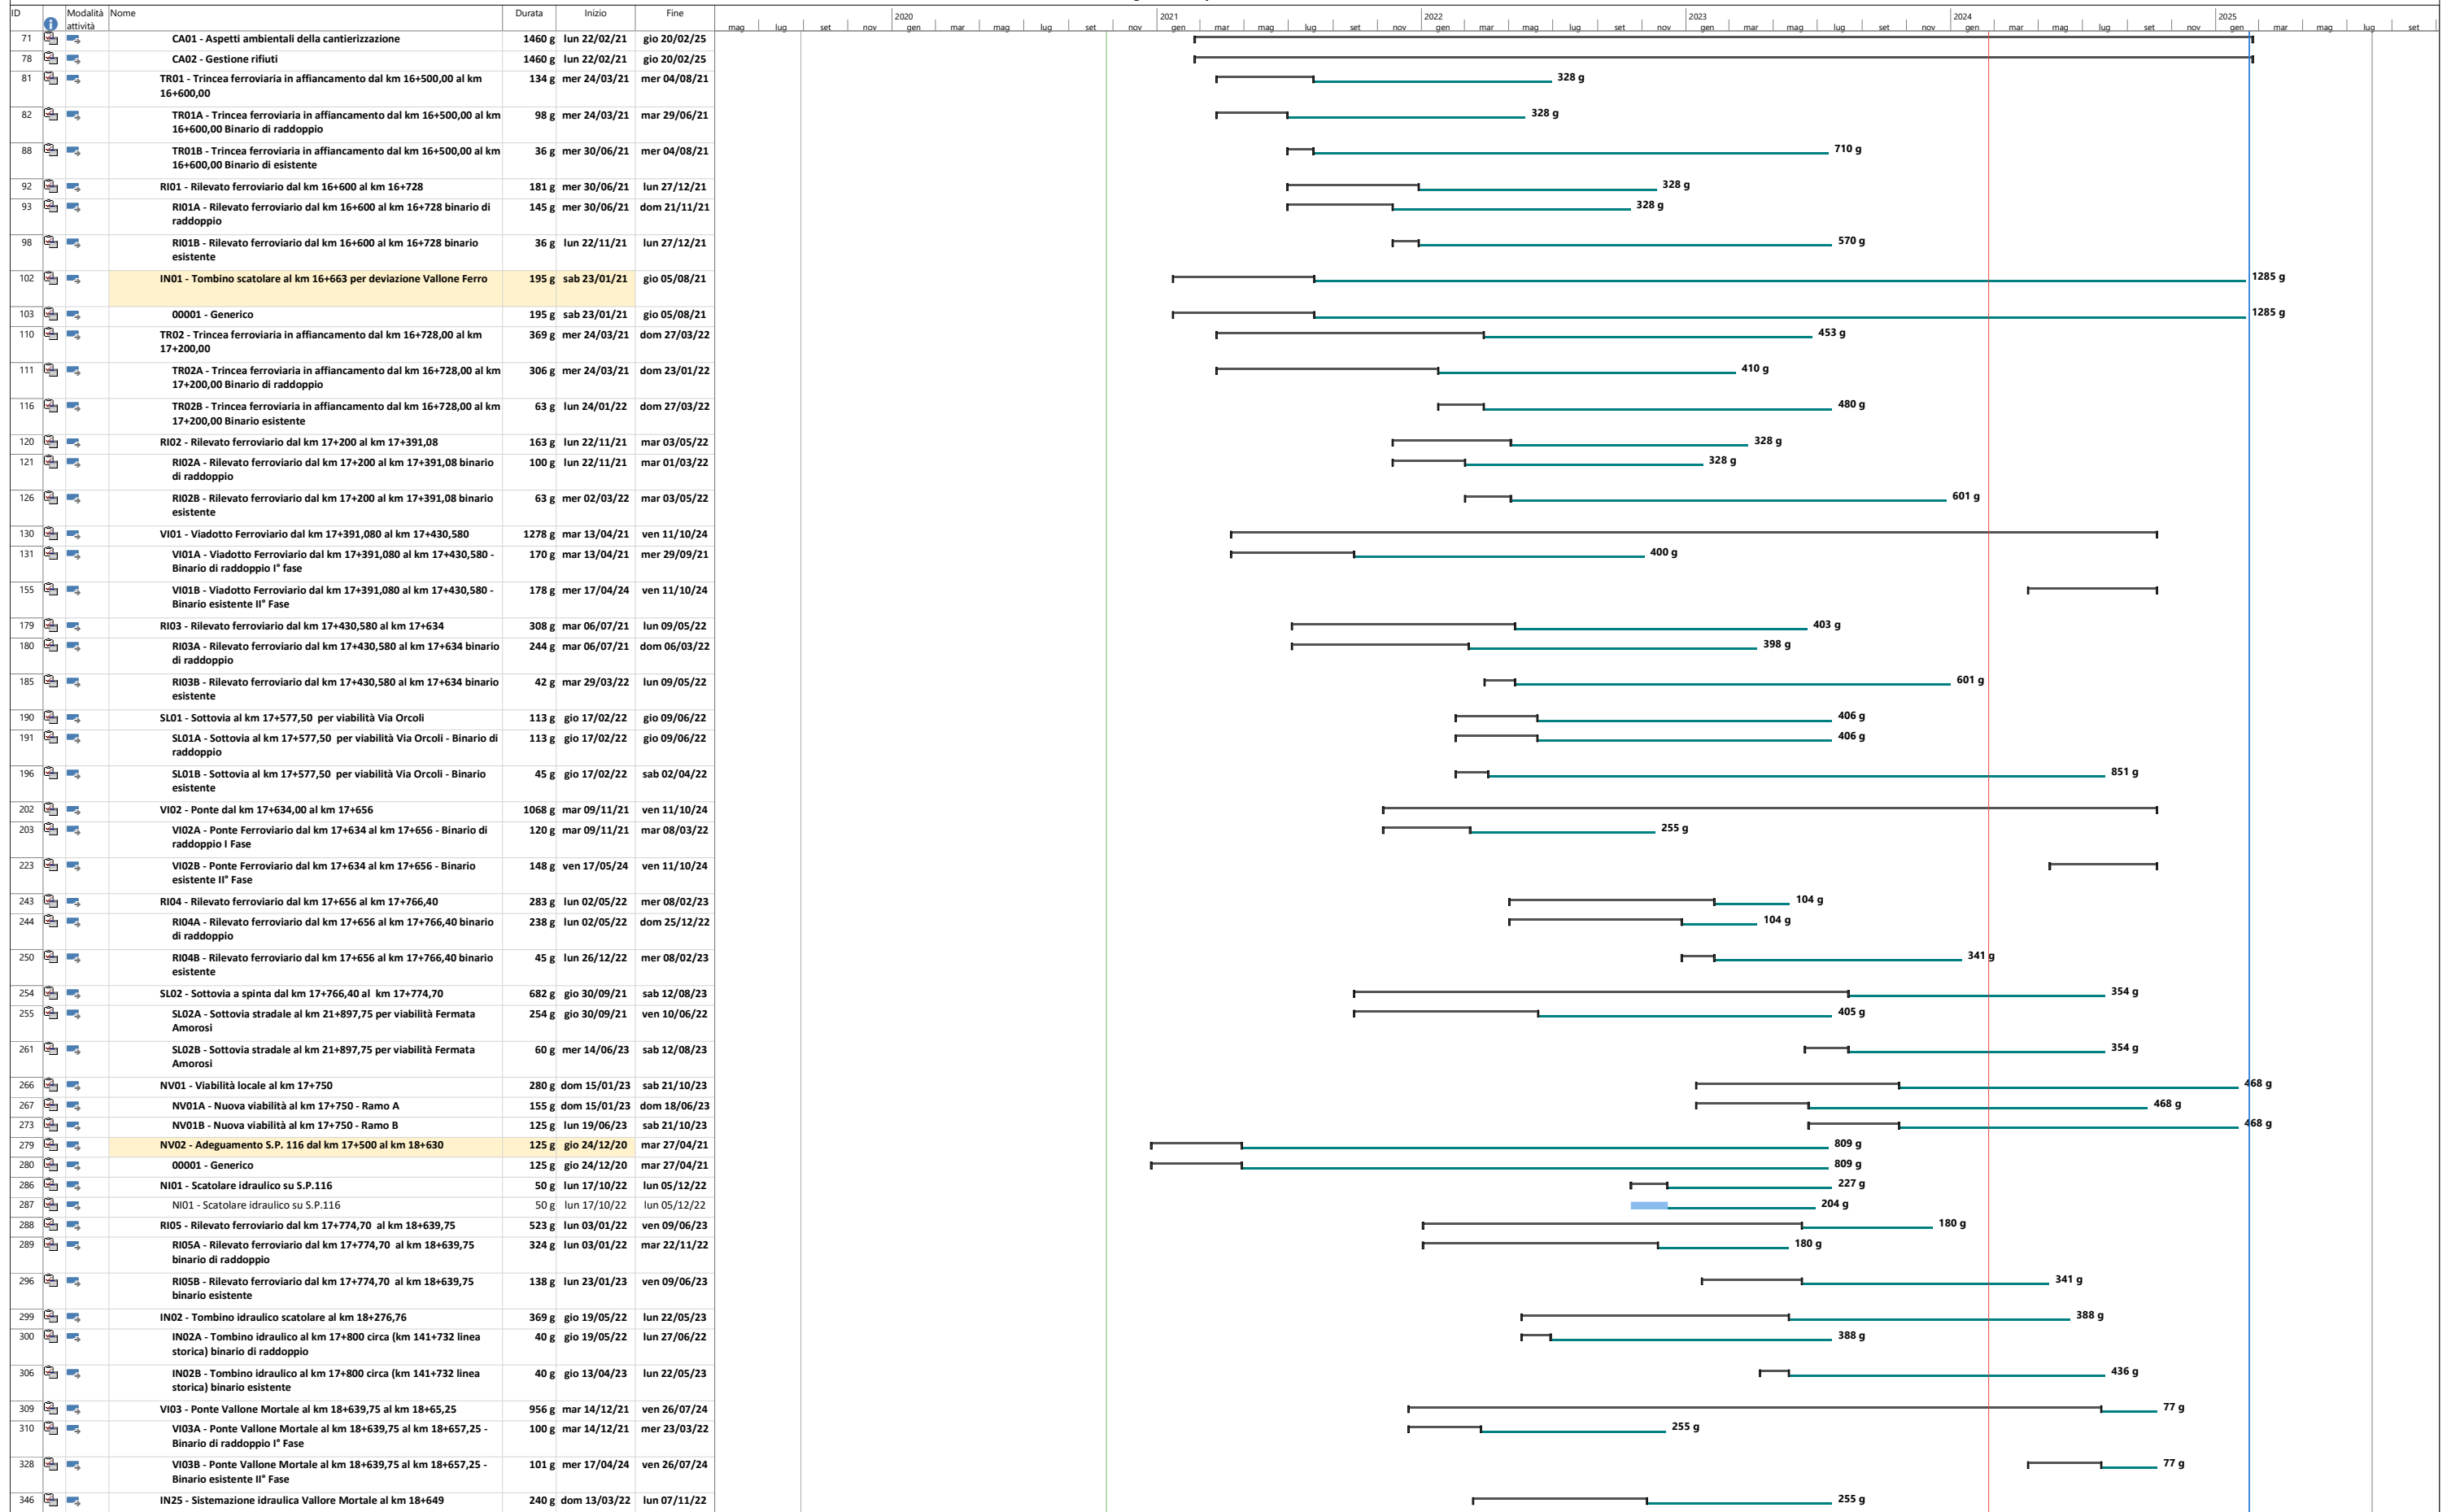 ID Modalità attività Nome Durata Inizio Fine
2020 2021 2022 2023 2024 2025
mag lug set nov gen mar mag lug set nov gen mar mag lug set nov gen mar mag lug set nov gen mar mag lug set nov gen mar mag lug set nov gen mar mag lug set
71 CA01 - Aspetti ambientali della cantierizzazione 1460 g lun 22/02/21 gio 20/02/25
78 CA02 - Gestione rifiuti 1460 g lun 22/02/21 gio 20/02/25
81 TR01 - Trincea ferroviaria in affiancamento dal km 16+500,00 al km 134 g mer 24/03/21 mer 04/08/21 328 g
16+600,00
82 TR01A - Trincea ferroviaria in affiancamento dal km 16+500,00 al km 98 g mer 24/03/21 mar 29/06/21 328 g
16+600,00 Binario di raddoppio
88 TR01B - Trincea ferroviaria in affiancamento dal km 16+500,00 al km 36 g mer 30/06/21 mer 04/08/21 710 g
16+600,00 Binario di esistente
92 RI01 - Rilevato ferroviario dal km 16+600 al km 16+728 181 g mer 30/06/21 lun 27/12/21 328 g
93 RI01A - Rilevato ferroviario dal km 16+600 al km 16+728 binario di 145 g mer 30/06/21 dom 21/11/21 328 g
raddoppio
98 RI01B - Rilevato ferroviario dal km 16+600 al km 16+728 binario 36 g lun 22/11/21 lun 27/12/21 570 g
esistente
102 IN01 - Tombino scatolare al km 16+663 per deviazione Vallone Ferro 195 g sab 23/01/21 gio 05/08/21 1285 g
103 00001 - Generico 195 g sab 23/01/21 gio 05/08/21 1285 g
110 TR02 - Trincea ferroviaria in affiancamento dal km 16+728,00 al km 369 g mer 24/03/21 dom 27/03/22 453 g
17+200,00
111 TR02A - Trincea ferroviaria in affiancamento dal km 16+728,00 al km 306 g mer 24/03/21 dom 23/01/22 410 g
17+200,00 Binario di raddoppio
116 TR02B - Trincea ferroviaria in affiancamento dal km 16+728,00 al km 63 g lun 24/01/22 dom 27/03/22 480 g
17+200,00 Binario esistente
120 RI02 - Rilevato ferroviario dal km 17+200 al km 17+391,08 163 g lun 22/11/21 mar 03/05/22 328 g
121 RI02A - Rilevato ferroviario dal km 17+200 al km 17+391,08 binario 100 g lun 22/11/21 mar 01/03/22 328 g
di raddoppio
126 RI02B - Rilevato ferroviario dal km 17+200 al km 17+391,08 binario 63 g mer 02/03/22 mar 03/05/22 601 g
esistente
130 VI01 - Viadotto Ferroviario dal km 17+391,080 al km 17+430,580 1278 g mar 13/04/21 ven 11/10/24
131 VI01A - Viadotto Ferroviario dal km 17+391,080 al km 17+430,580 - 170 g mar 13/04/21 mer 29/09/21 400 g
Binario di raddoppio I° fase
155 VI01B - Viadotto Ferroviario dal km 17+391,080 al km 17+430,580 - 178 g mer 17/04/24 ven 11/10/24
Binario esistente II° Fase
179 RI03 - Rilevato ferroviario dal km 17+430,580 al km 17+634 308 g mar 06/07/21 lun 09/05/22 403 g
180 RI03A - Rilevato ferroviario dal km 17+430,580 al km 17+634 binario 244 g mar 06/07/21 dom 06/03/22 398 g
di raddoppio
185 RI03B - Rilevato ferroviario dal km 17+430,580 al km 17+634 binario 42 g mar 29/03/22 lun 09/05/22 601 g
esistente
190 SL01 - Sottovia al km 17+577,50 per viabilità Via Orcoli 113 g gio 17/02/22 gio 09/06/22 406 g
191 SL01A - Sottovia al km 17+577,50 per viabilità Via Orcoli - Binario di 113 g gio 17/02/22 gio 09/06/22 406 g
raddoppio
196 SL01B - Sottovia al km 17+577,50 per viabilità Via Orcoli - Binario 45 g gio 17/02/22 sab 02/04/22 851 g
esistente
202 VI02 - Ponte dal km 17+634,00 al km 17+656 1068 g mar 09/11/21 ven 11/10/24
203 VI02A - Ponte Ferroviario dal km 17+634 al km 17+656 - Binario di 120 g mar 09/11/21 mar 08/03/22 255 g
raddoppio I Fase
223 VI02B - Ponte Ferroviario dal km 17+634 al km 17+656 - Binario 148 g ven 17/05/24 ven 11/10/24
esistente II° Fase
243 RI04 - Rilevato ferroviario dal km 17+656 al km 17+766,40 283 g lun 02/05/22 mer 08/02/23 104 g
244 RI04A - Rilevato ferroviario dal km 17+656 al km 17+766,40 binario 238 g lun 02/05/22 dom 25/12/22 104 g
di raddoppio
250 RI04B - Rilevato ferroviario dal km 17+656 al km 17+766,40 binario 45 g lun 26/12/22 mer 08/02/23 341 g
esistente
254 SL02 - Sottovia a spinta dal km 17+766,40 al km 17+774,70 682 g gio 30/09/21 sab 12/08/23 354 g
255 SL02A - Sottovia stradale al km 21+897,75 per viabilità Fermata 254 g gio 30/09/21 ven 10/06/22 405 g
Amorosi
261 SL02B - Sottovia stradale al km 21+897,75 per viabilità Fermata 60 g mer 14/06/23 sab 12/08/23 354 g
Amorosi
266 NV01 - Viabilità locale al km 17+750 280 g dom 15/01/23 sab 21/10/23 468 g
267 NV01A - Nuova viabilità al km 17+750 - Ramo A 155 g dom 15/01/23 dom 18/06/23 468 g
273 NV01B - Nuova viabilità al km 17+750 - Ramo B 125 g lun 19/06/23 sab 21/10/23 468 g
279 NV02 - Adeguamento S.P. 116 dal km 17+500 al km 18+630 125 g gio 24/12/20 mar 27/04/21 809 g
280 00001 - Generico 125 g gio 24/12/20 mar 27/04/21 809 g
286 NI01 - Scatolare idraulico su S.P.116 50 g lun 17/10/22 lun 05/12/22 227 g
287 NI01 - Scatolare idraulico su S.P.116 50 g lun 17/10/22 lun 05/12/22 204 g
288 RI05 - Rilevato ferroviario dal km 17+774,70 al km 18+639,75 523 g lun 03/01/22 ven 09/06/23 180 g
289 RI05A - Rilevato ferroviario dal km 17+774,70 al km 18+639,75 324 g lun 03/01/22 mar 22/11/22 180 g
binario di raddoppio
296 RI05B - Rilevato ferroviario dal km 17+774,70 al km 18+639,75 138 g lun 23/01/23 ven 09/06/23 341 g
binario esistente
299 IN02 - Tombino idraulico scatolare al km 18+276,76 369 g gio 19/05/22 lun 22/05/23 388 g
300 IN02A - Tombino idraulico al km 17+800 circa (km 141+732 linea 40 g gio 19/05/22 lun 27/06/22 388 g
storica) binario di raddoppio
306 IN02B - Tombino idraulico al km 17+800 circa (km 141+732 linea 40 g gio 13/04/23 lun 22/05/23 436 g
storica) binario esistente
309 VI03 - Ponte Vallone Mortale al km 18+639,75 al km 18+65,25 956 g mar 14/12/21 ven 26/07/24 77 g
310 VI03A - Ponte Vallone Mortale al km 18+639,75 al km 18+657,25 - 100 g mar 14/12/21 mer 23/03/22 255 g
Binario di raddoppio I° Fase
328 VI03B - Ponte Vallone Mortale al km 18+639,75 al km 18+657,25 - 101 g mer 17/04/24 ven 26/07/24 77 g
Binario esistente II° Fase
346 IN25 - Sistemazione idraulica Vallore Mortale al km 18+649 240 g dom 13/03/22 lun 07/11/22 255 g